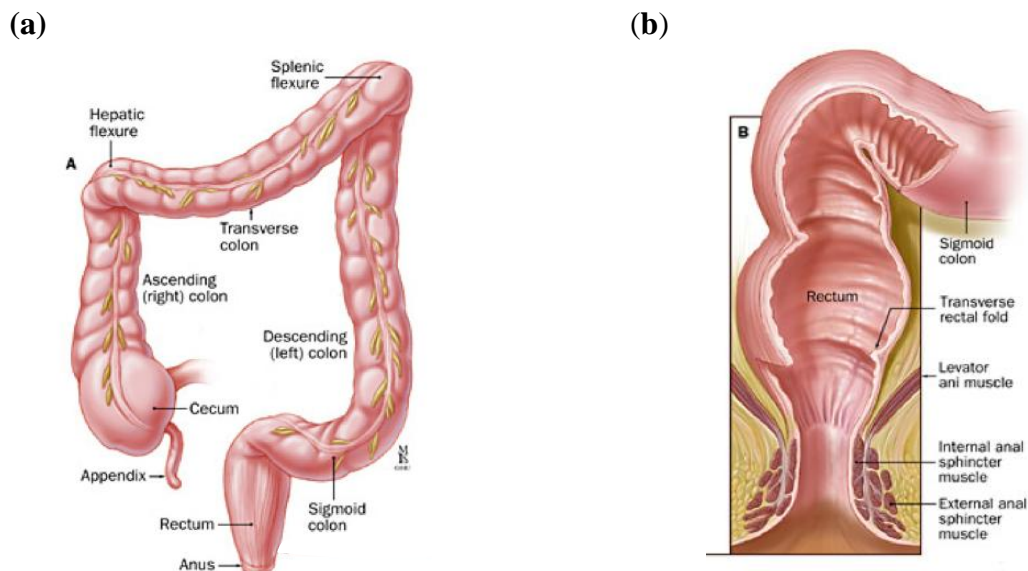 (a)
(b)
Splenic
flexure
Hepatic
flexure
A
Transverse
colon
Ascending
(right) colon
Descending
(left) colon
Cecum
Appendix
Sigmoid
colon
Rectum
Anus
B
Sigmoid
colon
Rectum
Transverse
rectal fold
Levator
ani muscle
Internal anal
sphincter
muscle
External anal
sphincter
muscle